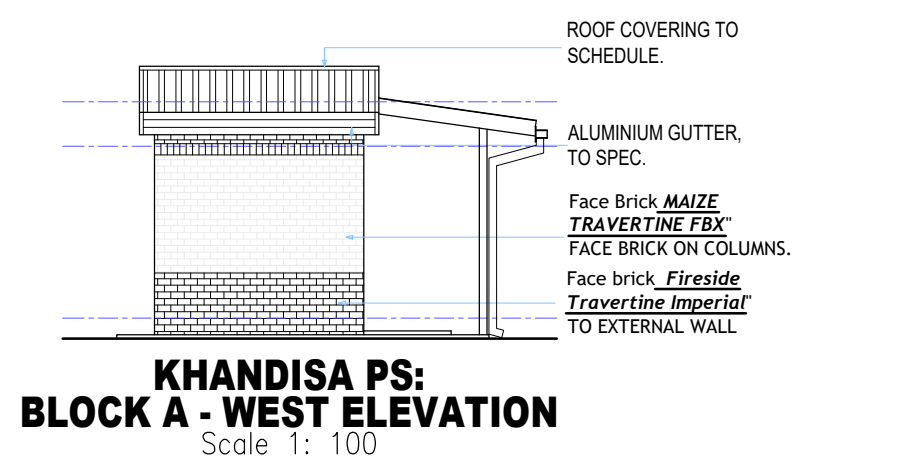 ROOF COVERING TO
SCHEDULE.
ALUMINIUM GUTTER,
TO SPEC.
Face Brick MAIZE
TRAVERTINE FBX"
FACE BRICK ON COLUMNS.
Face brick Fireside
Travertine Imperial"
TO EXTERNAL WALL
KHANDISA PS:
BLOCK A - WEST ELEVATION
Scale 1: 100